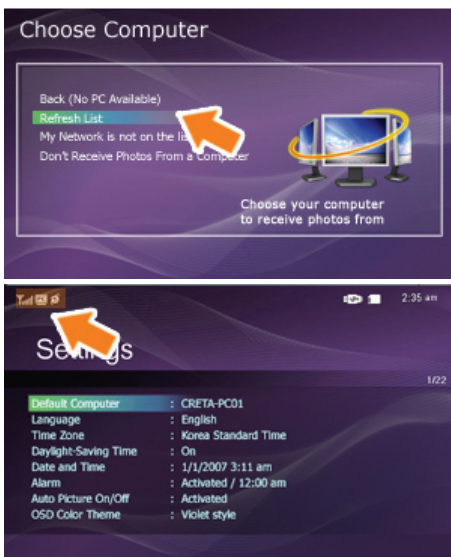 Choose Computer
Back (No PC Available)
Refresh List
My Network is not on the
Don't Receive Photos From a Computer
Choose your computer
to receive photos from
2:35 am
Settings
1/22
Default Computer : CRETA-PC01
Language : English
Time Zone : Korea Standard Time
Daylight-Saving Time : On
Date and Time : 1/1/2007 3:11 am
Alarm : Activated / 12:00 am
Auto Picture On/Off : Activated
OSD Color Theme : Violet style